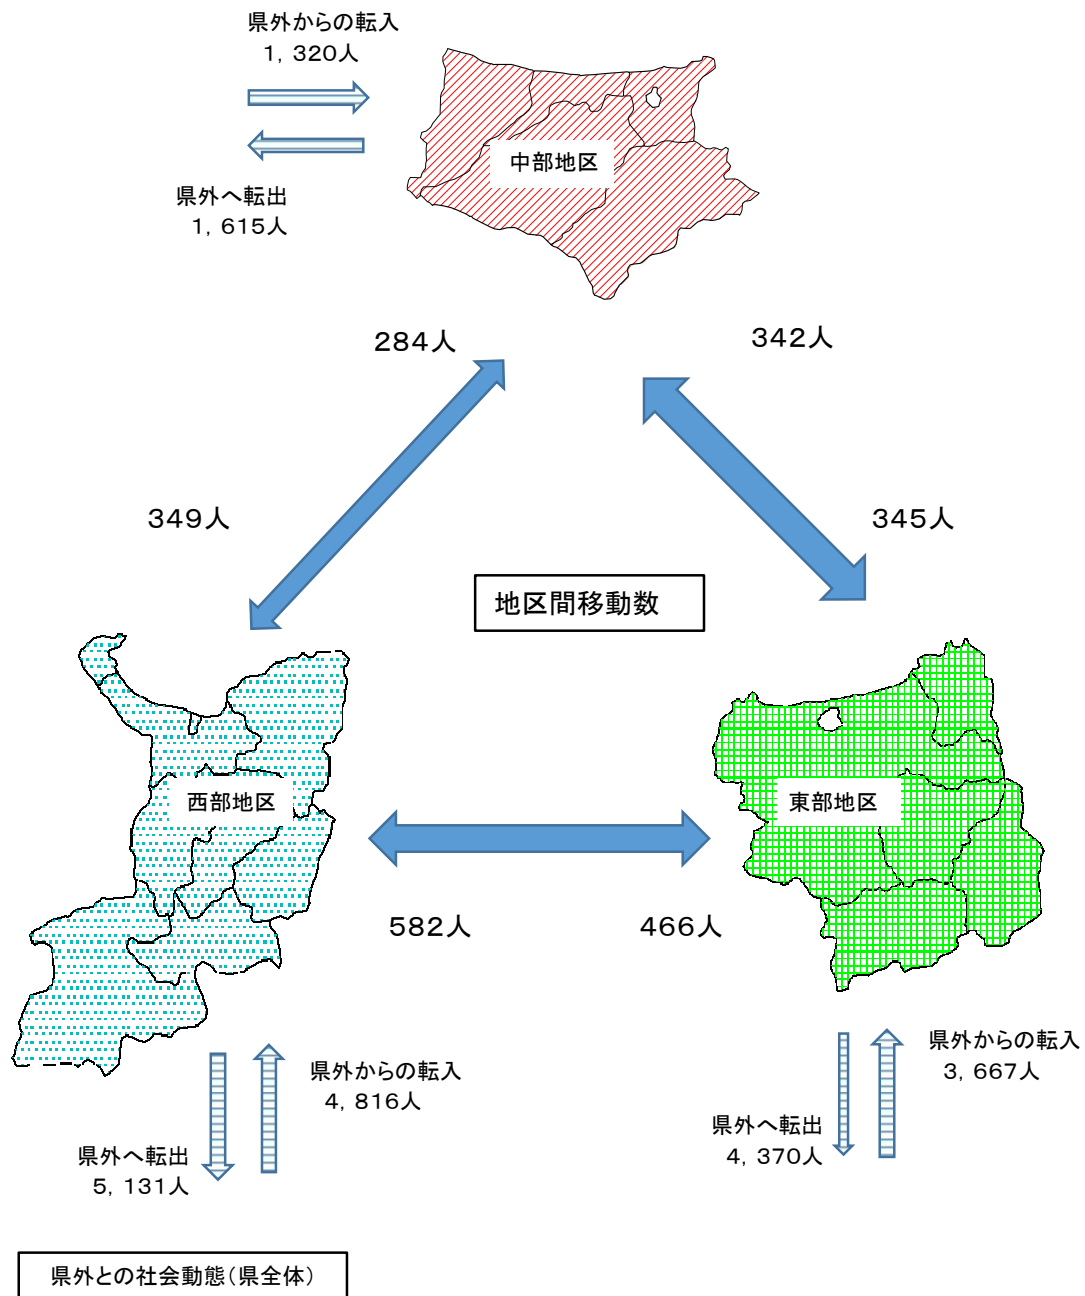 県外からの転入
1,320人
中部地区
県外へ転出
1,615人
284人
342人
349人
345人
地区間移動数
西部地区
東部地区
582人
466人
県外からの転入
3,667人
県外からの転入
4,816人
県外へ転出
4,370人
県外へ転出
5,131人
県外との社会動態(県全体)